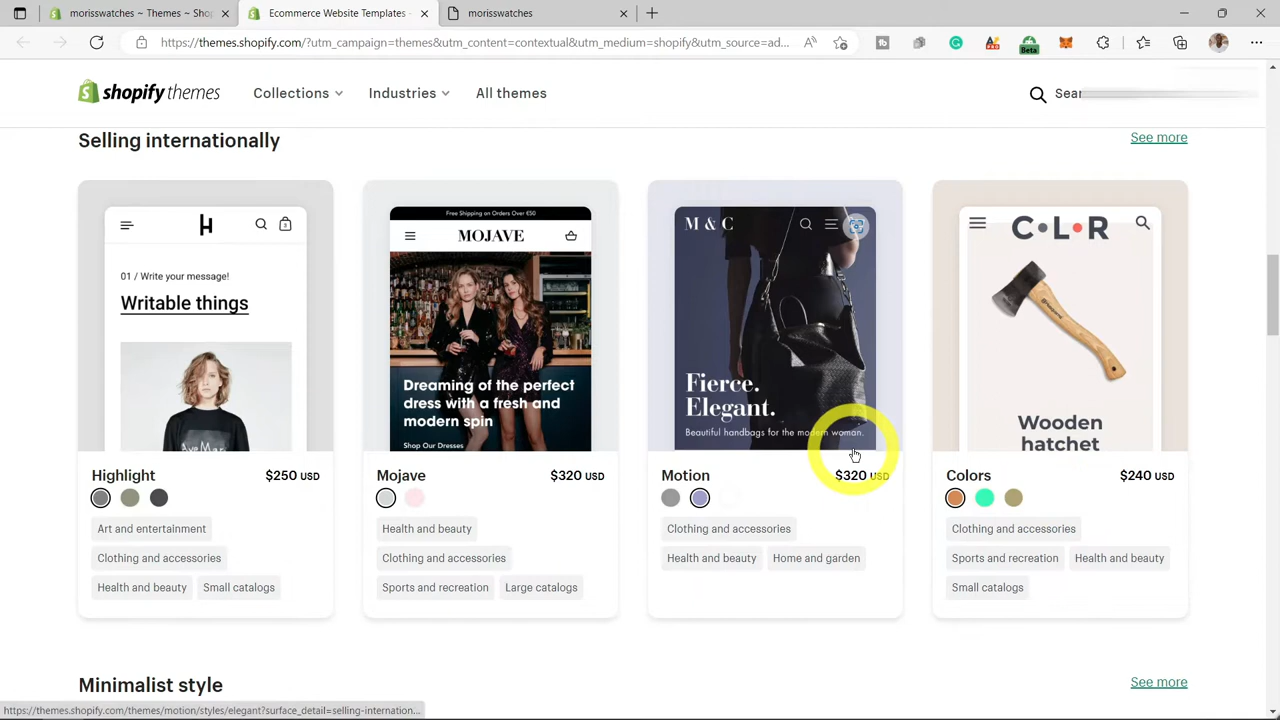 morisswatches ~ Themes ~ Shop
Ecommerce Website Templates -
morisswatches
https://themes.shopify.com/?utm_campaign=themes&utm_content=contextual&utm_medium=shopify&utm_source=ad...
Beta
shopify themes
Collections
Industries
All themes
Sear
Selling internationally
See more
01 / Write your message!
Writable things
Free Shipping on Orders Over €50
MOJAVE
Dreaming of the perfect
dress with a fresh and
modern spin
Shop Our Dresses
M & C
Fierce.
Elegant.
Beautiful handbags for the modern woman.
C•L•R
Wooden
hatchet
Highlight
$250 USD
Mojave
$320 USD
Motion
$320 USD
Colors
$240 USD
Art and entertainment
Clothing and accessories
Health and beauty
Small catalogs
Health and beauty
Clothing and accessories
Sports and recreation
Large catalogs
Clothing and accessories
Health and beauty
Home and garden
Clothing and accessories
Sports and recreation
Health and beauty
Small catalogs
Minimalist style
See more
https://themes.shopify.com/themes/motion/styles/elegant?surface_detail=selling-internation...